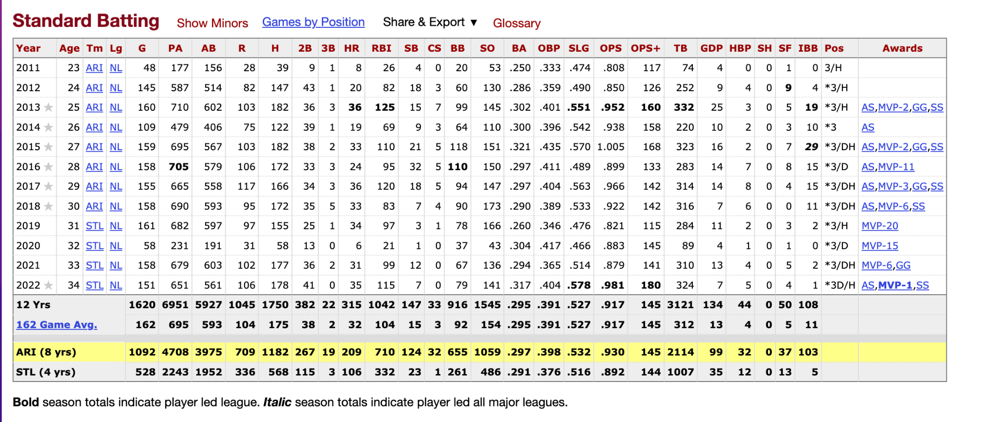 Standard Batting Show Minors Games by Position Share & Export ▼ Glossary
Year Age Tm Lg G PA AB R H 2B 3B HR RBI SB CS BB SO BA OBP SLG OPS OPS+ TB GDP HBP SH SF IBB Pos Awards
2011 23 ARI NL 48 177 156 28 39 9 1 8 26 4 0 20 53 .250 .333 .474 .808 117 74 4 0 0 1 0 3/H
2012 24 ARI NL 145 587 514 82 147 43 1 20 82 18 3 60 130 .286 .359 .490 .850 126 252 9 4 0 9 4 *3/H
2013 ★ 25 ARI NL 160 710 602 103 182 36 3 36 125 15 7 99 145 .302 .401 .551 .952 160 332 25 3 0 5 19 *3/H AS,MVP-2,GG,SS
2014 ★ 26 ARI NL 109 479 406 75 122 39 1 19 69 9 3 64 110 .300 .396 .542 .938 158 220 10 2 0 3 10 *3 AS
2015 ★ 27 ARI NL 159 695 567 103 182 38 2 33 110 21 5 118 151 .321 .435 .570 1.005 168 323 16 2 0 7 29 *3/DH AS,MVP-2,GG,SS
2016 ★ 28 ARI NL 158 705 579 106 172 33 3 24 95 32 5 110 150 .297 .411 .489 .899 133 283 14 7 0 8 15 *3/D AS,MVP-11
2017 ★ 29 ARI NL 155 665 558 117 166 34 3 36 120 18 5 94 147 .297 .404 .563 .966 142 314 14 8 0 4 15 *3/DH AS,MVP-3,GG,SS
2018 ★ 30 ARI NL 158 690 593 95 172 35 5 33 83 7 4 90 173 .290 .389 .533 .922 142 316 7 6 0 0 11 *3/DH AS,MVP-6,SS
2019 31 STL NL 161 682 597 97 155 25 1 34 97 3 1 78 166 .260 .346 .476 .821 115 284 11 2 0 3 2 *3/H MVP-20
2020 32 STL NL 58 231 191 31 58 13 0 6 21 1 0 37 43 .304 .417 .466 .883 145 89 4 1 0 1 0 *3/D MVP-15
2021 33 STL NL 158 679 603 102 177 36 2 31 99 12 0 67 136 .294 .365 .514 .879 141 310 13 4 0 5 2 *3/DH MVP-6,GG
2022 ★ 34 STL NL 151 651 561 106 178 41 0 35 115 7 0 79 141 .317 .404 .578 .981 180 324 7 5 0 4 1 *3D/H AS,MVP-1,SS
12 Yrs 1620 6951 5927 1045 1750 382 22 315 1042 147 33 916 1545 .295 .391 .527 .917 145 3121 134 44 0 50 108
162 Game Avg. 162 695 593 104 175 38 2 32 104 15 3 92 154 .295 .391 .527 .917 145 312 13 4 0 5 11
ARI (8 yrs) 1092 4708 3975 709 1182 267 19 209 710 124 32 655 1059 .297 .398 .532 .930 145 2114 99 32 0 37 103
STL (4 yrs) 528 2243 1952 336 568 115 3 106 332 23 1 261 486 .291 .376 .516 .892 144 1007 35 12 0 13 5
Bold season totals indicate player led league. Italic season totals indicate player led all major leagues.